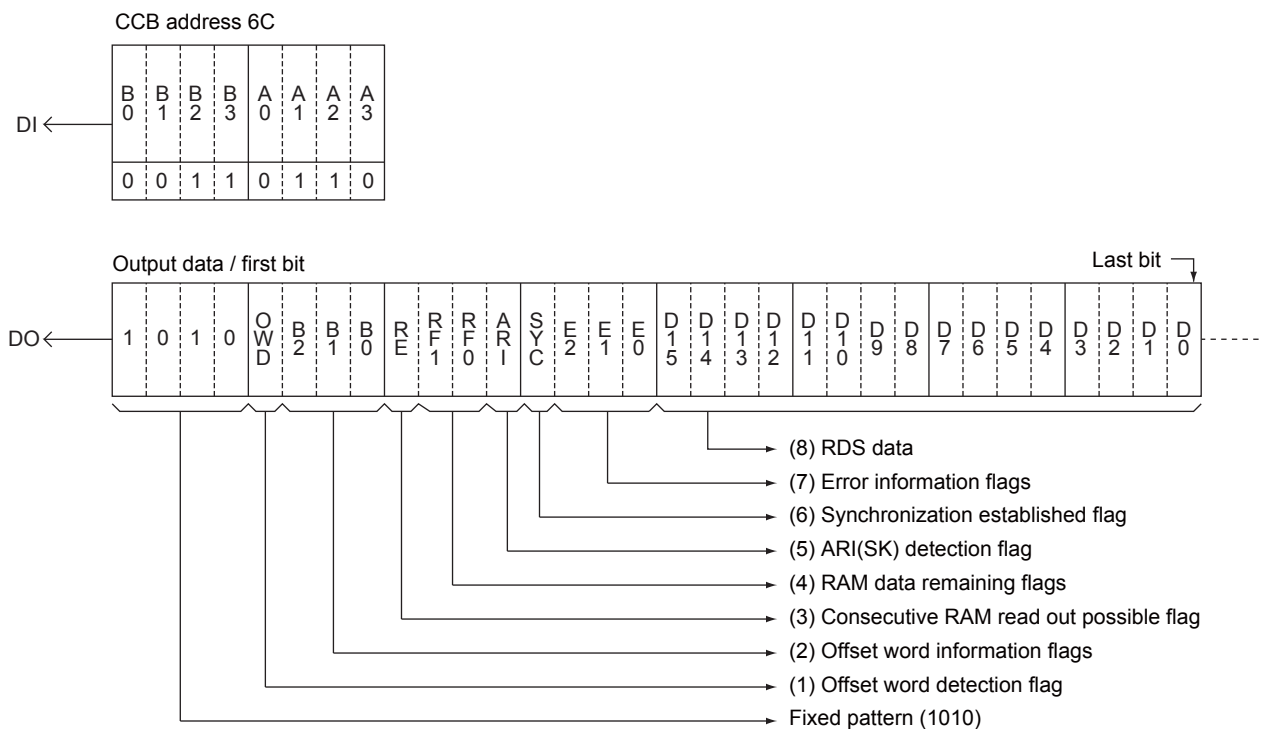 CCB address 6C
DI
B0 B1 B2 B3 A0 A1 A2 A3
0 0 1 1 0 1 1 0
Output data / first bit
Last bit
DO
1 0 1 0 OWD B2 B1 B0 RE RF1 RF0 ARI SYC E2 E1 E0 D15 D14 D13 D12 D11 D10 D9 D8 D7 D6 D5 D4 D3 D2 D1 D0
(8) RDS data
(7) Error information flags
(6) Synchronization established flag
(5) ARI(SK) detection flag
(4) RAM data remaining flags
(3) Consecutive RAM read out possible flag
(2) Offset word information flags
(1) Offset word detection flag
Fixed pattern (1010)